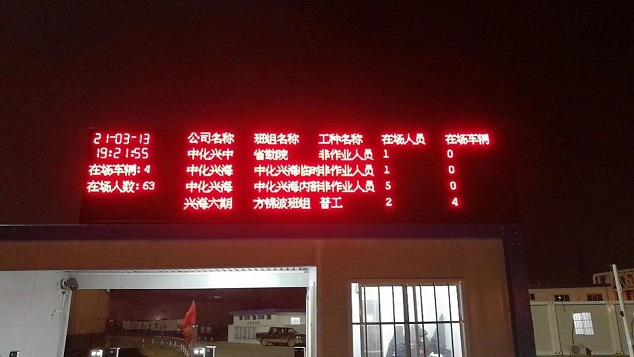 21-03-13 公司名称 班组名称 工种名称 在场人员 在场车辆
19:21:55 中化兴中 省勘院 非作业人员 1 0
在场车辆: 4 中化兴海 中化兴海临时 非作业人员 1 0
在场人数: 63 中化兴海 中化兴海内部 非作业人员 5 0
兴海六期 方锦波班组 普工 2 4